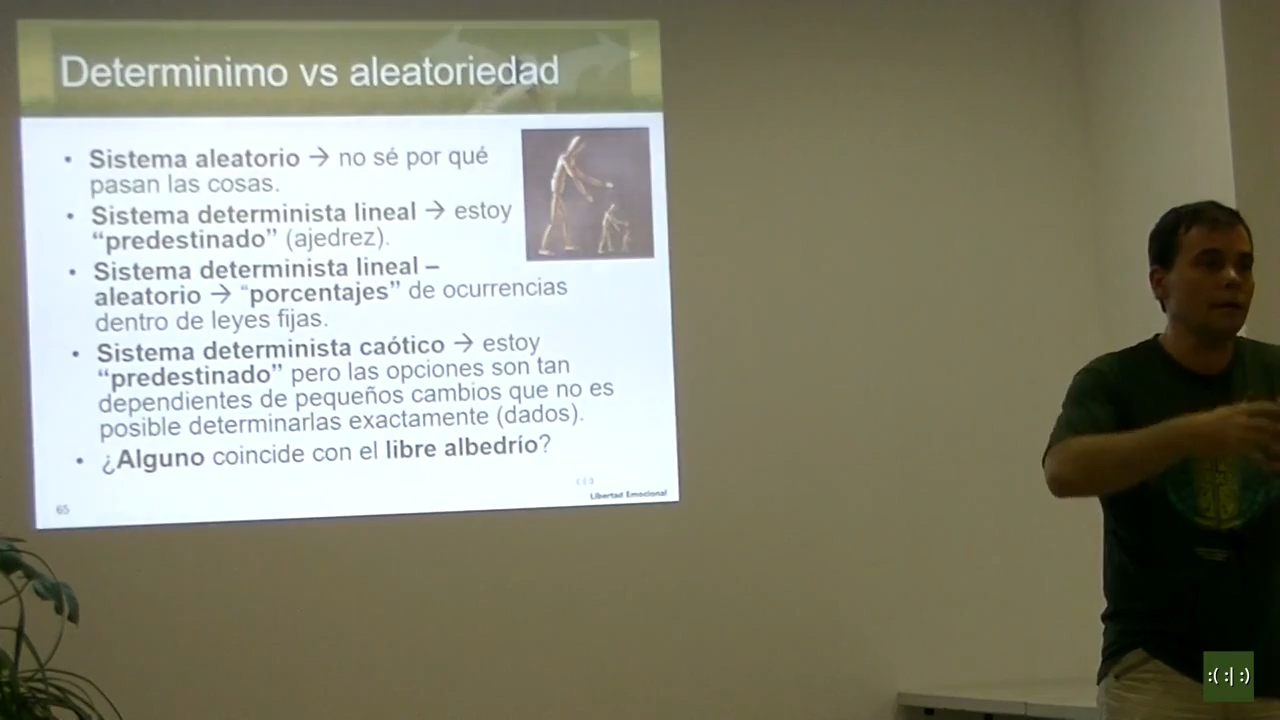 Determinimo vs aleatoriedad
• Sistema aleatorio → no sé por qué
pasan las cosas.
• Sistema determinista lineal → estoy
“predestinado” (ajedrez).
• Sistema determinista lineal –
aleatorio → “porcentajes” de ocurrencias
dentro de leyes fijas.
• Sistema determinista caótico → estoy
“predestinado” pero las opciones son tan
dependientes de pequeños cambios que no es
posible determinarlas exactamente (dados).
• ¿Alguno coincide con el libre albedrío?
65
Libertad Emocional
:( :| :)